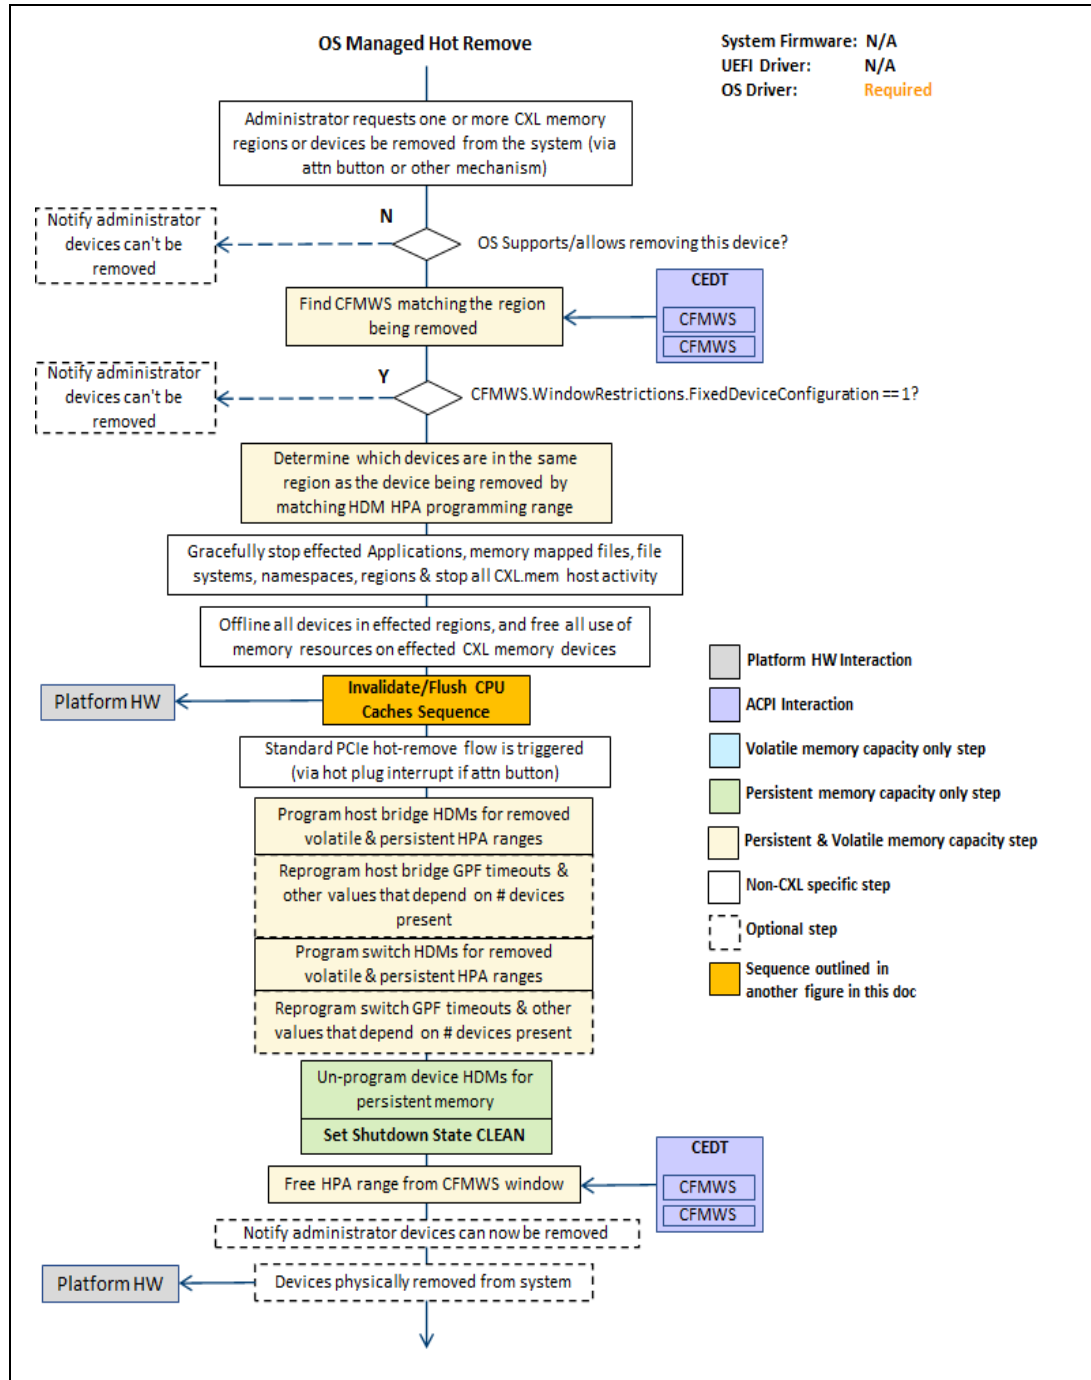 OS Managed Hot Remove
System Firmware: N/A
UEFI Driver: N/A
OS Driver: Required
Administrator requests one or more CXL memory
regions or devices be removed from the system (via
attn button or other mechanism)
N
Notify administrator
devices can't be
removed
OS Supports/allows removing this device?
CEDT
CFMWS
CFMWS
Find CFMWS matching the region
being removed
Y
Notify administrator
devices can't be
removed
CFMWS.WindowRestrictions.FixedDeviceConfiguration == 1?
Determine which devices are in the same
region as the device being removed by
matching HDM HPA programming range
Gracefully stop effected Applications, memory mapped files, file
systems, namespaces, regions & stop all CXL.mem host activity
Offline all devices in effected regions, and free all use of
memory resources on effected CXL memory devices
Platform HW
Invalidate/Flush CPU
Caches Sequence
Standard PCIe hot-remove flow is triggered
(via hot plug interrupt if attn button)
Program host bridge HDMs for removed
volatile & persistent HPA ranges
Reprogram host bridge GPF timeouts &
other values that depend on # devices
present
Program switch HDMs for removed
volatile & persistent HPA ranges
Reprogram switch GPF timeouts & other
values that depend on # devices present
Un-program device HDMs for
persistent memory
Set Shutdown State CLEAN
Free HPA range from CFMWS window
CEDT
CFMWS
CFMWS
Notify administrator devices can now be removed
Platform HW
Devices physically removed from system
Platform HW Interaction
ACPI Interaction
Volatile memory capacity only step
Persistent memory capacity only step
Persistent & Volatile memory capacity step
Non-CXL specific step
Optional step
Sequence outlined in
another figure in this doc